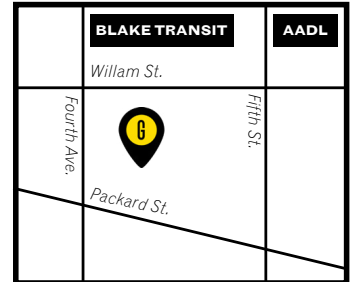 BLAKE TRANSIT
AADL
Willam St.
Fourth Ave.
Fifth St.
G
Packard St.